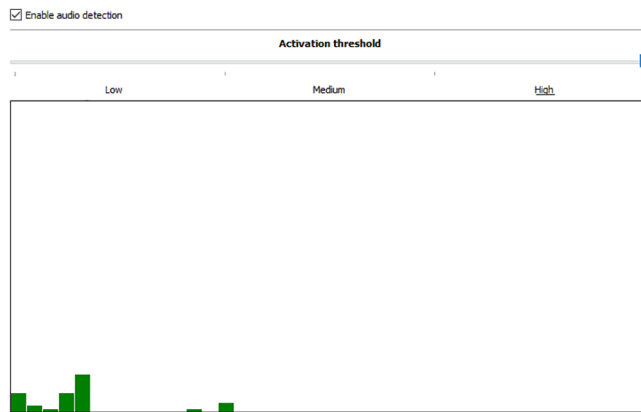 Enable audio detection
Activation threshold
Low Medium High